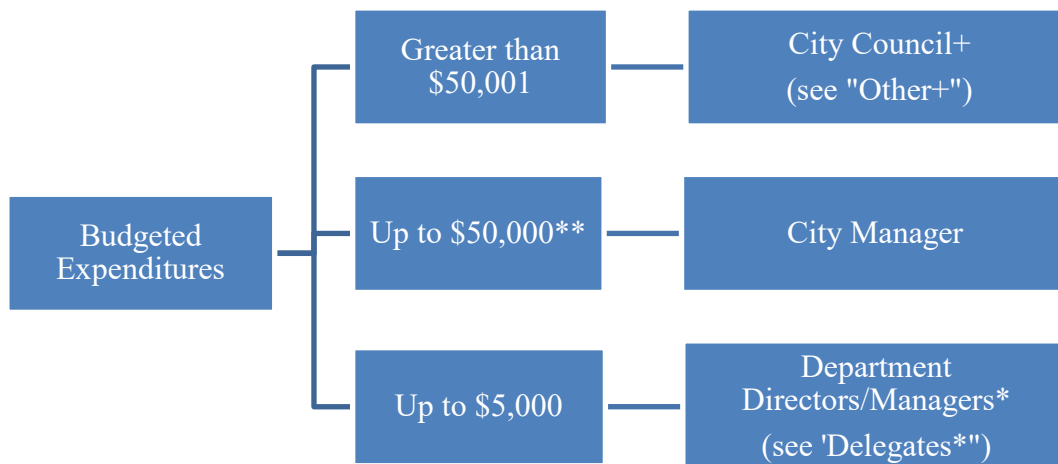 Budgeted
Expenditures
Greater than
$50,001
City Council+
(see "Other+")
Up to $50,000**
City Manager
Up to $5,000
Department
Directors/Managers*
(see 'Delegates*")